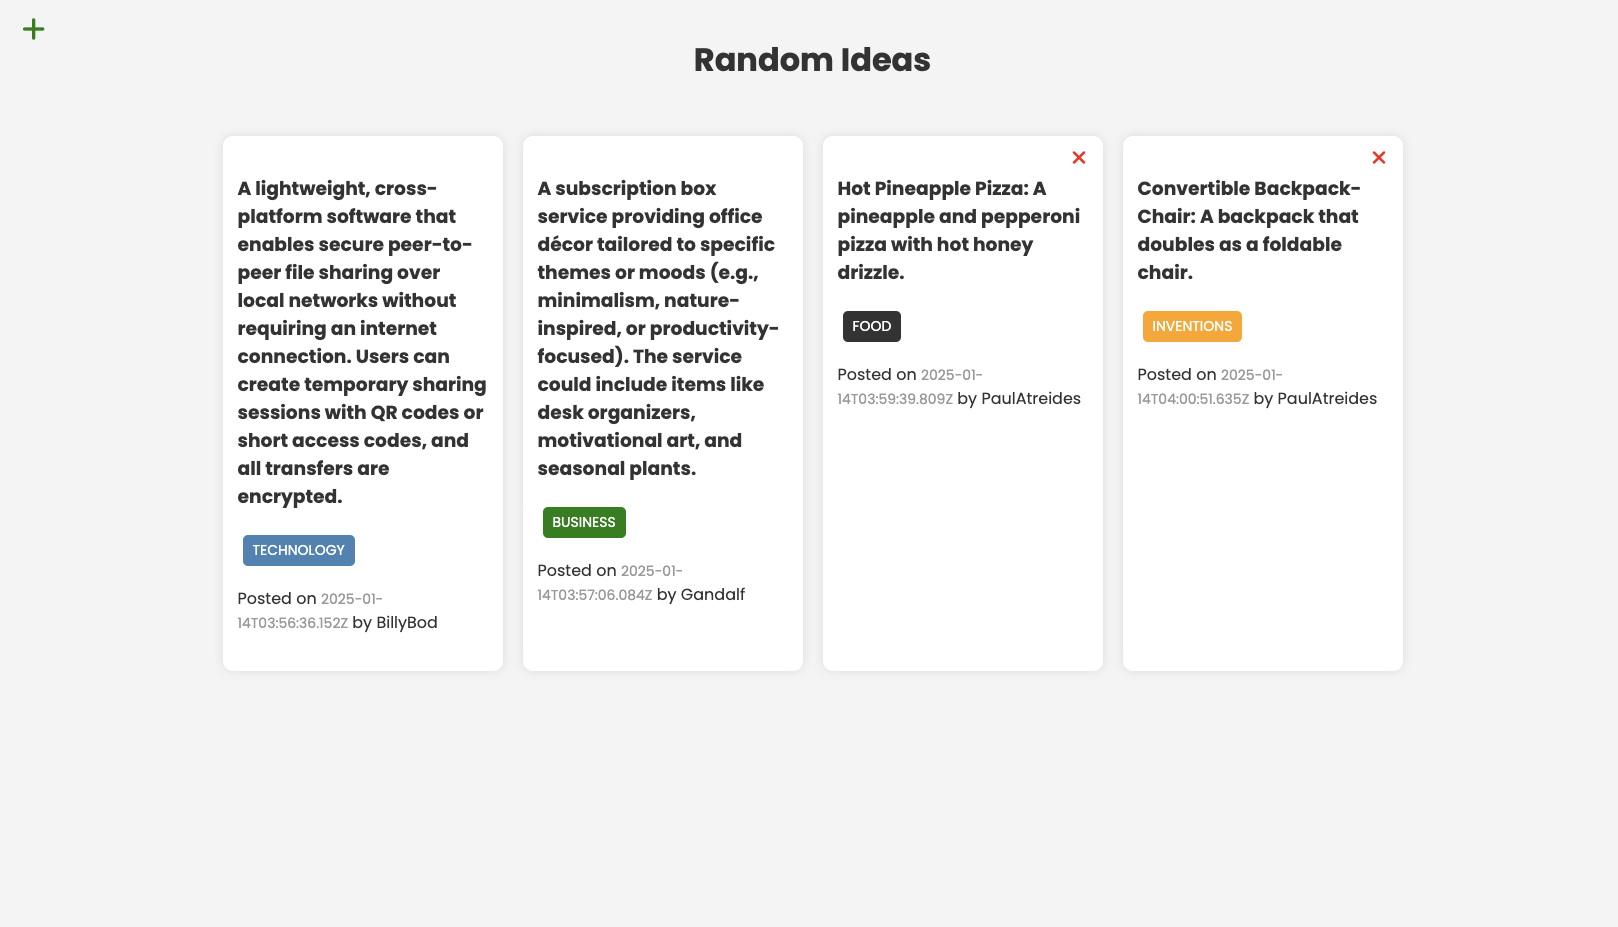 Random Ideas
A lightweight, cross-
platform software that
enables secure peer-to-
peer file sharing over
local networks without
requiring an internet
connection. Users can
create temporary sharing
sessions with QR codes or
short access codes, and
all transfers are
encrypted.
TECHNOLOGY
Posted on 2025-01-
14T03:56:36.152Z by BillyBod
A subscription box
service providing office
décor tailored to specific
themes or moods (e.g.,
minimalism, nature-
inspired, or productivity-
focused). The service
could include items like
desk organizers,
motivational art, and
seasonal plants.
BUSINESS
Posted on 2025-01-
14T03:57:06.084Z by Gandalf
Hot Pineapple Pizza: A
pineapple and pepperoni
pizza with hot honey
drizzle.
FOOD
Posted on 2025-01-
14T03:59:39.809Z by PaulAtreides
Convertible Backpack-
Chair: A backpack that
doubles as a foldable
chair.
INVENTIONS
Posted on 2025-01-
14T04:00:51.635Z by PaulAtreides